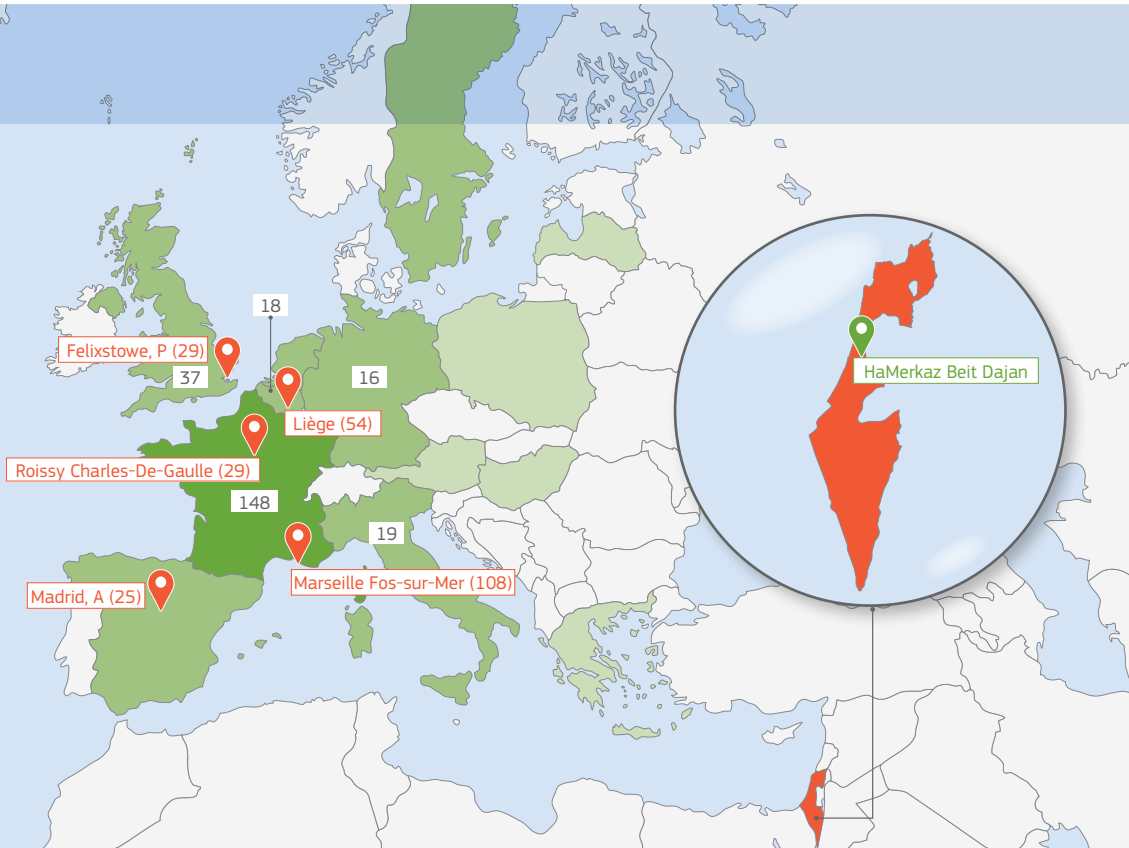 18
Felixstowe, P (29)
37
16
HaMerkaz Beit Dajan
Liège (54)
Roissy Charles-De-Gaulle (29)
148
19
Marseille Fos-sur-Mer (108)
Madrid, A (25)